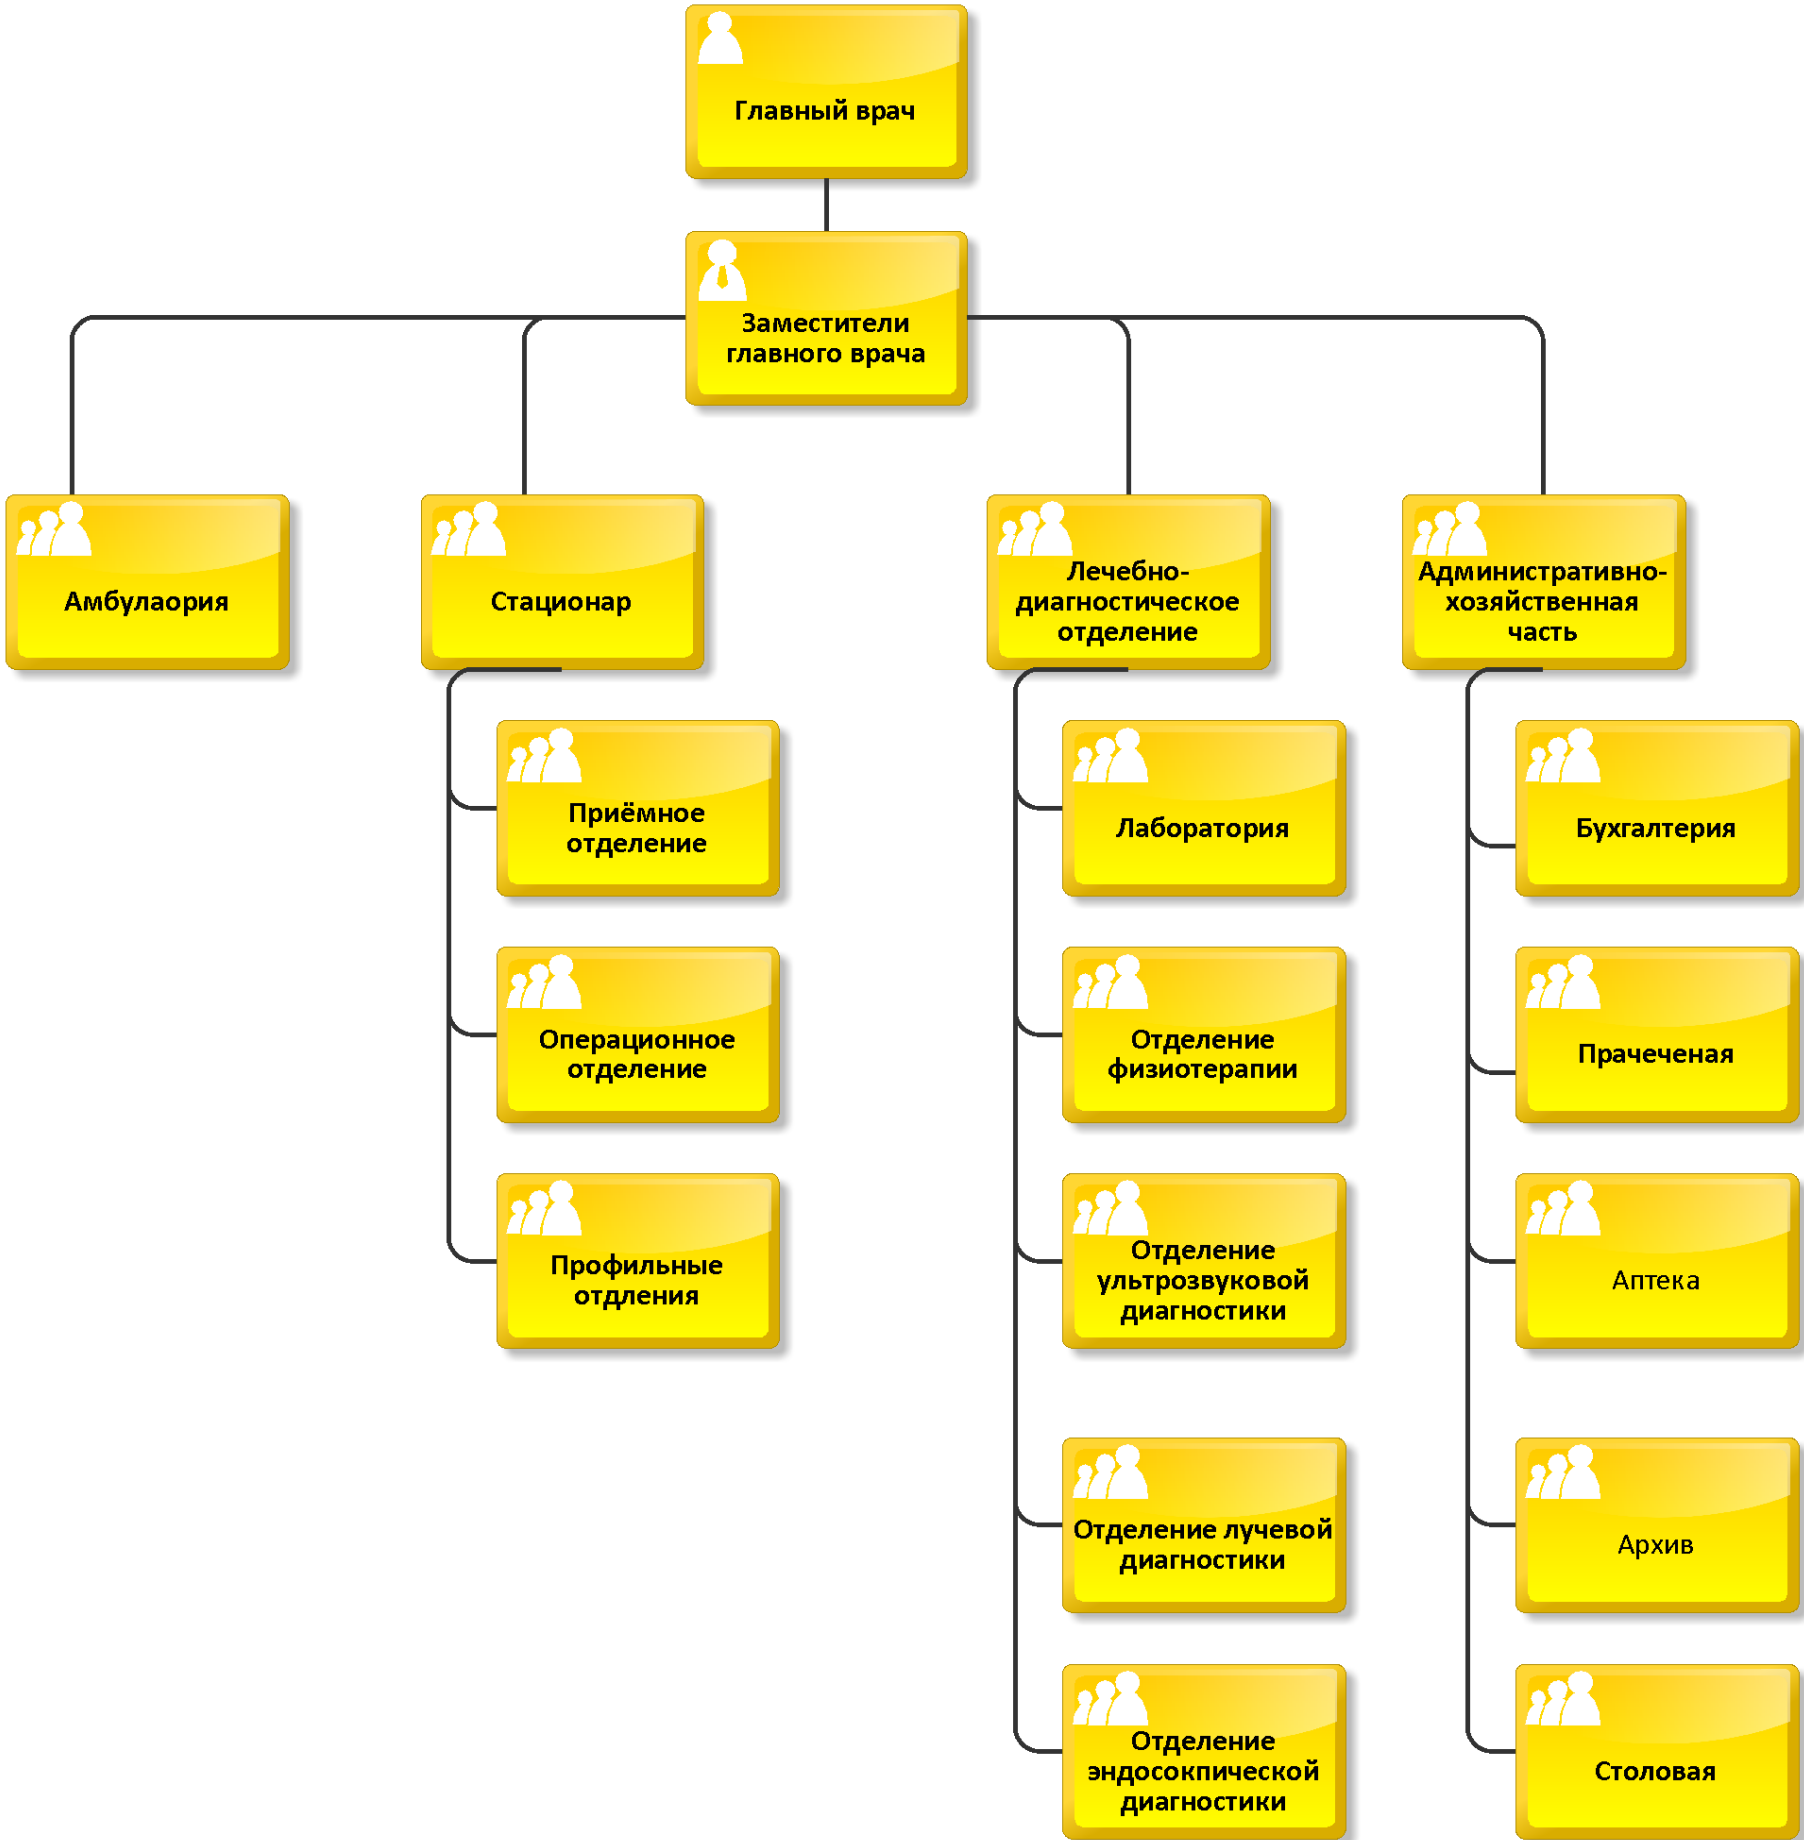 Главный врач
Заместители
главного врача
Амбулаория
Стационар
Лечебно-
диагностическое
отделение
Административно-
хозяйственная
часть
Приёмное
отделение
Лаборатория
Бухгалтерия
Операционное
отделение
Отделение
физиотерапии
Прачеченая
Профильные
отдления
Отделение
ультрозвуковой
диагностики
Аптека
Отделение лучевой
диагностики
Архив
Отделение
эндосокпической
диагностики
Столовая